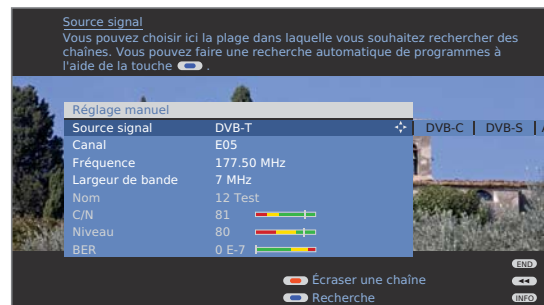 Source signal
Vous pouvez choisir ici la plage dans laquelle vous souhaitez rechercher des
chaînes. Vous pouvez faire une recherche automatique de programmes à
l'aide de la touche .
Réglage manuel
Source signal DVB-T DVB-C DVB-S
Canal E05
Fréquence 177.50 MHz
Largeur de bande 7 MHz
Nom 12 Test
C/N 81
Niveau 80
BER 0 E-7
END
Écraser une chaîne
Recherche INFO